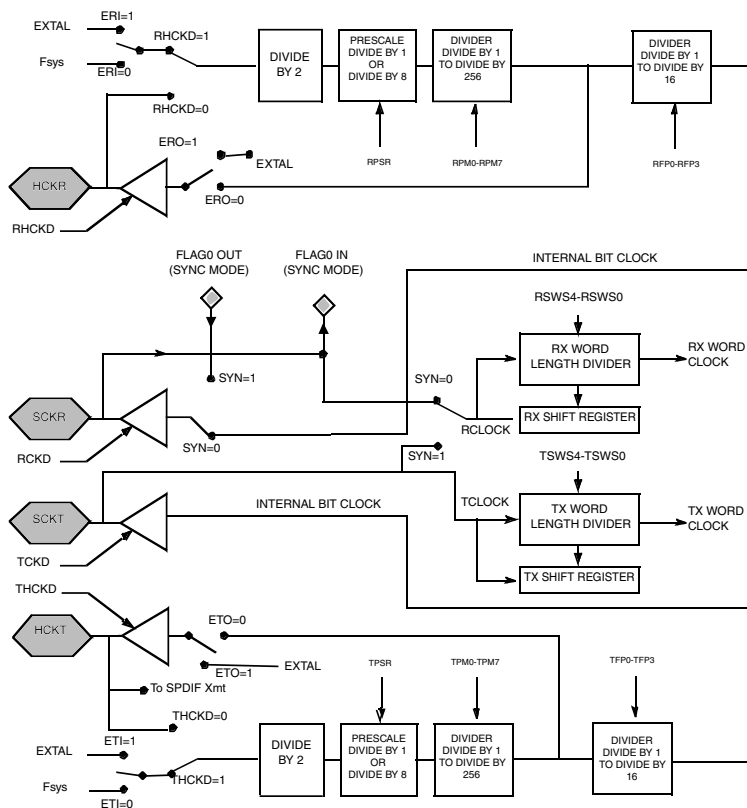 EXTAL
ERI=1
RHCKD=1
Fsys
ERI=0
DIVIDE
BY 2
PRESCALE
DIVIDE BY 1
OR
DIVIDE BY 8
DIVIDER
DIVIDE BY 1
TO DIVIDE BY
256
DIVIDER
DIVIDE BY 1
TO DIVIDE BY
16
RHCKD=0
ERO=1
EXTAL
RPSR
RPM0-RPM7
RFP0-RFP3
HCKR
ERO=0
RHCKD
FLAG0 OUT
(SYNC MODE)
FLAG0 IN
(SYNC MODE)
INTERNAL BIT CLOCK
RSWS4-RSWS0
RX WORD
LENGTH DIVIDER
RX WORD
CLOCK
SYN=1
SYN=0
SCKR
RX SHIFT REGISTER
RCLOCK
RCKD
SYN=0
SYN=1
TSWS4-TSWS0
INTERNAL BIT CLOCK
TCLOCK
SCKT
TX WORD
LENGTH DIVIDER
TX WORD
CLOCK
TCKD
TX SHIFT REGISTER
THCKD
HCKT
ETO=0
ETO=1
EXTAL
TPSR
TPM0-TPM7
TFP0-TFP3
To SPDIF Xmt
THCKD=0
ETI=1
EXTAL
THCKD=1
Fsys
ETI=0
DIVIDE
BY 2
PRESCALE
DIVIDE BY 1
OR
DIVIDE BY 8
DIVIDER
DIVIDE BY 1
TO DIVIDE BY
256
DIVIDER
DIVIDE BY 1
TO DIVIDE BY
16